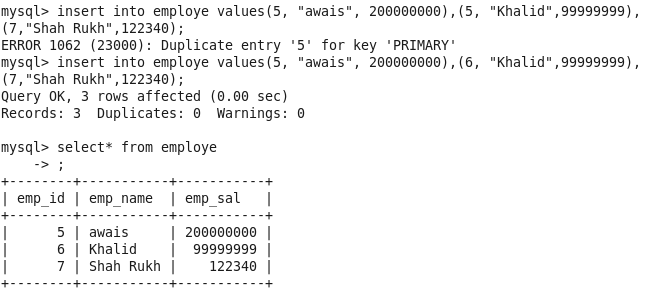 mysql> insert into employe values(5, "awais", 200000000),(5, "Khalid",99999999),
(7,"Shah Rukh",122340);
ERROR 1062 (23000): Duplicate entry '5' for key 'PRIMARY'
mysql> insert into employe values(5, "awais", 200000000),(6, "Khalid",99999999),
(7,"Shah Rukh",122340);
Query OK, 3 rows affected (0.00 sec)
Records: 3  Duplicates: 0  Warnings: 0

mysql> select* from employe
    -> ;
+--------+-----------+-----------+
| emp_id | emp_name  | emp_sal   |
+--------+-----------+-----------+
|      5 | awais     | 200000000 |
|      6 | Khalid    |  99999999 |
|      7 | Shah Rukh |    122340 |
+--------+-----------+-----------+